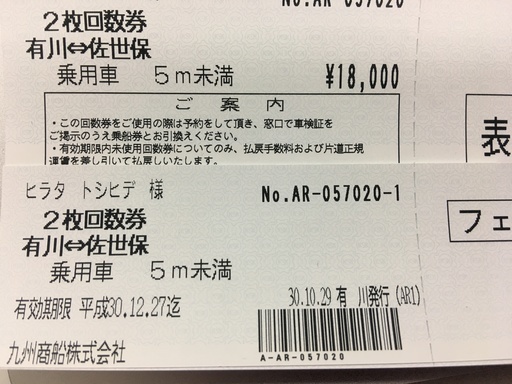 No.AR-057020
2枚回数券
有川⇔佐世保
乗用車 5m未満 ¥18,000
ご案内
・この回数券をご使用の際は予約をして頂き、窓口で車検証を
ご掲示のうえ乗船券とお引換えください。
・有効期限内未使用回数券についてのみ、払戻手数料および片道正規
運賃を差し引いて払戻しいたします。
表
ヒラタ トシヒデ 様 No.AR-057020-1
2枚回数券
有川⇔佐世保
乗用車 5m未満
フェ
有効期限 平成30.12.27迄
30.10.29 有 川発行(AR1)
九州商船株式会社
A-AR-057020